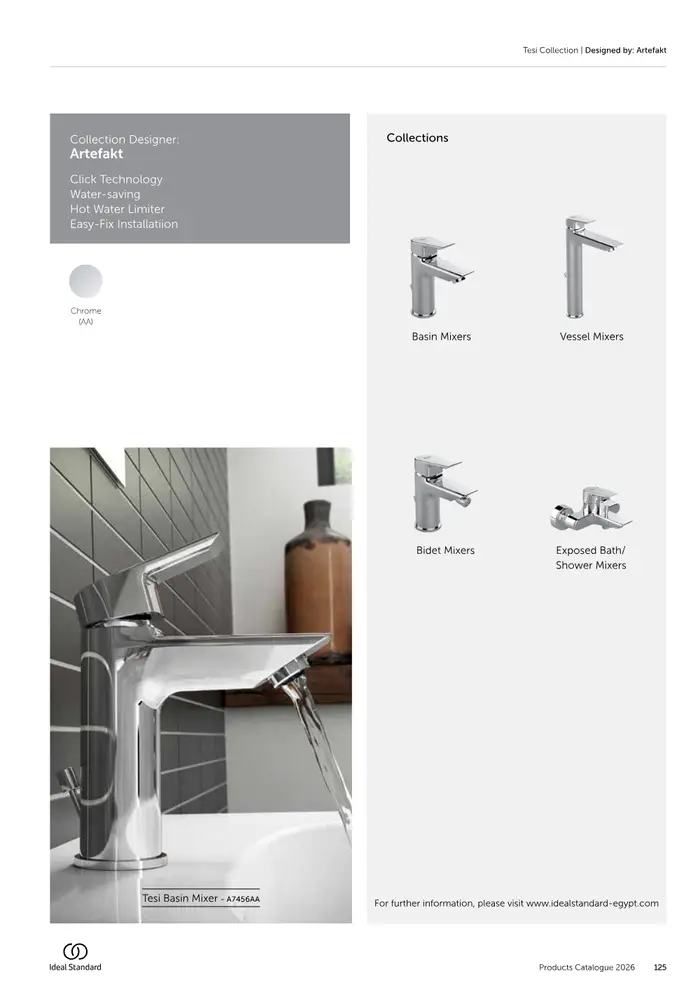 Tesi Collection | Designed by: Artefakt
Collection Designer:
Artefakt
Click Technology
Water-saving
Hot Water Limiter
Easy-Fix Installatiion
Chrome
(AA)
Collections
Basin Mixers
Vessel Mixers
Bidet Mixers
Exposed Bath/
Shower Mixers
Tesi Basin Mixer - A7456AA
For further information, please visit www.idealstandard-egypt.com
Ideal Standard
Products Catalogue 2026 125